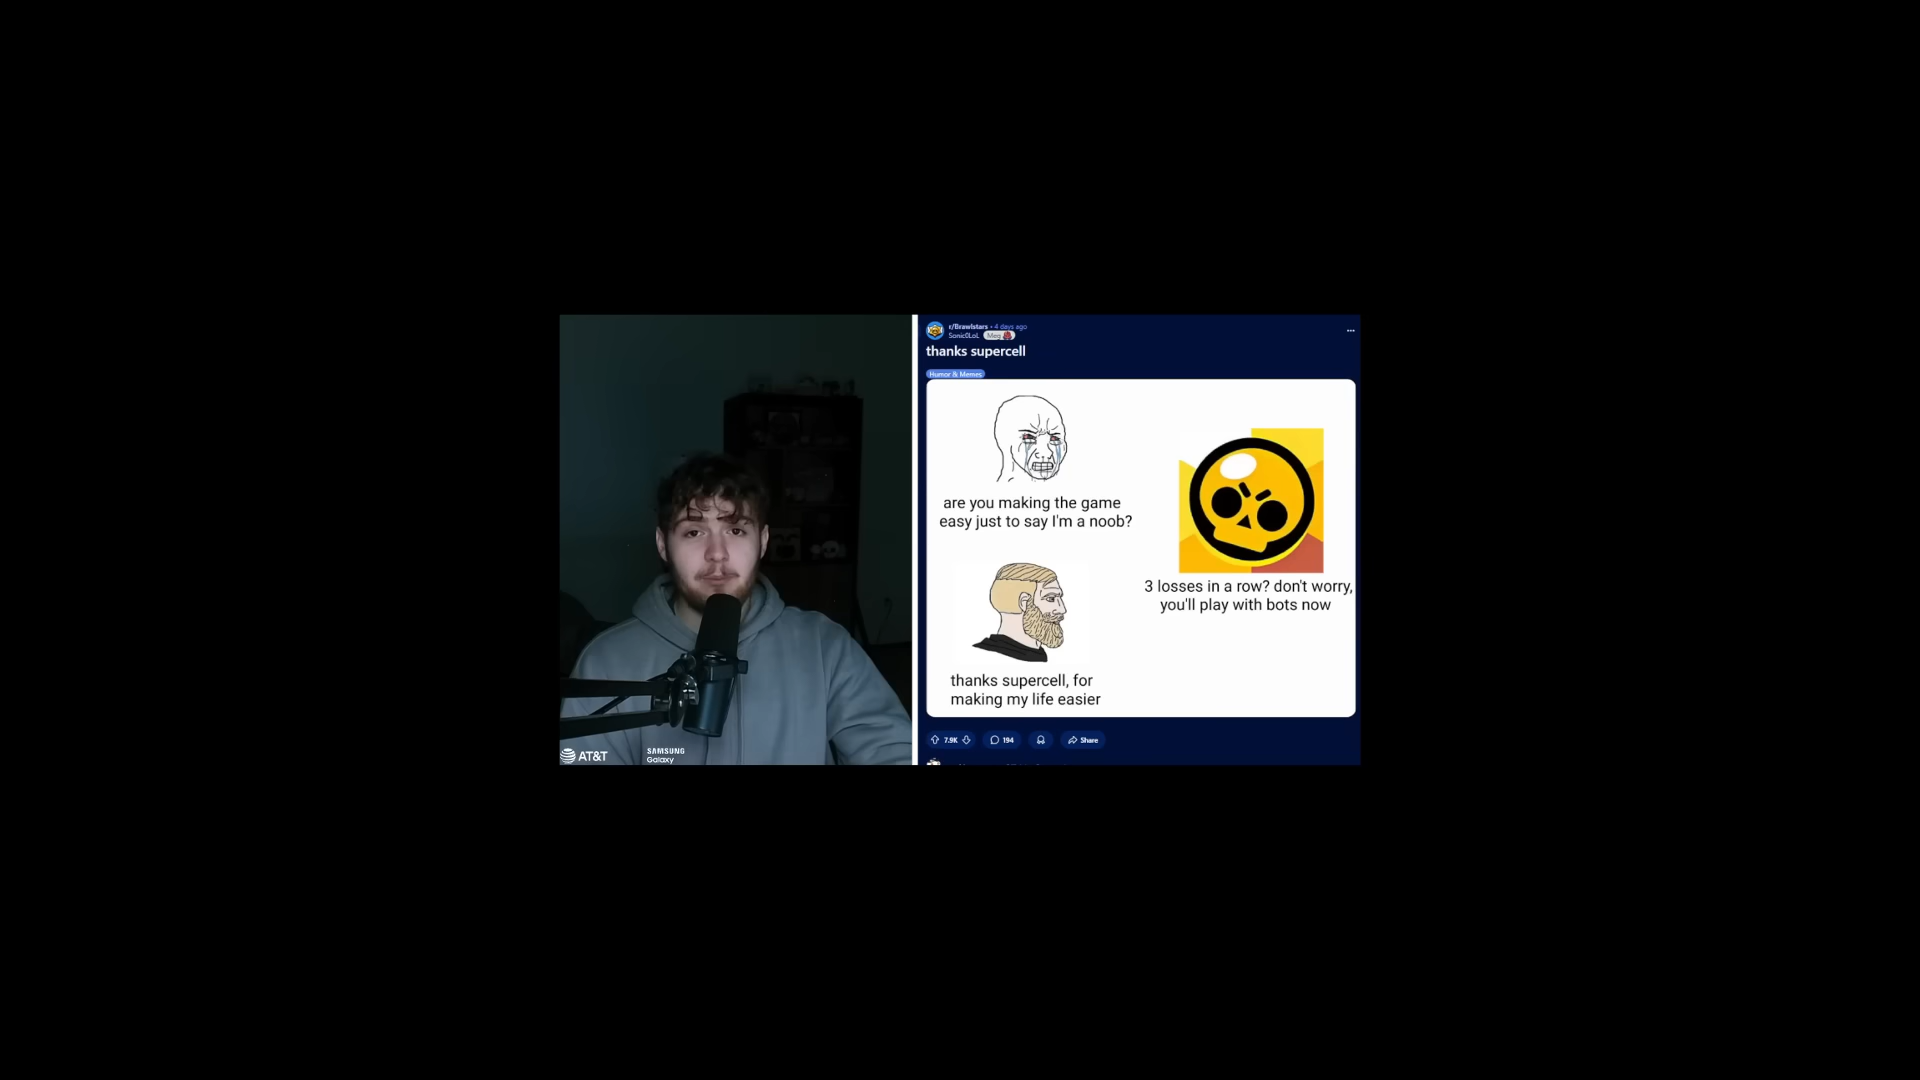 r/Brawlstars • 4 days ago
Sonic0LoL Meg
thanks supercell
Humor & Memes
are you making the game
easy just to say I'm a noob?
3 losses in a row? don't worry,
you'll play with bots now
thanks supercell, for
making my life easier
7.9K 194 Share
AT&T
SAMSUNG
Galaxy